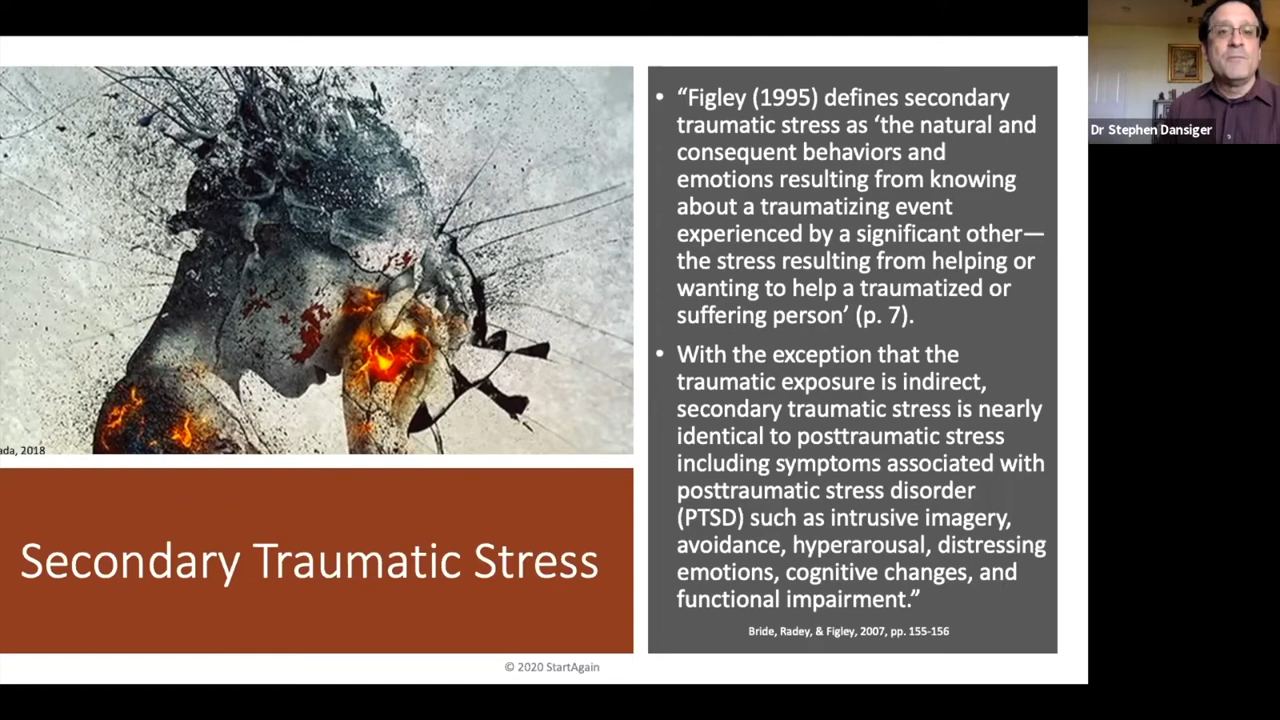 Dr Stephen Dansiger
• “Figley (1995) defines secondary
traumatic stress as ‘the natural and
consequent behaviors and
emotions resulting from knowing
about a traumatizing event
experienced by a significant other—
the stress resulting from helping or
wanting to help a traumatized or
suffering person’ (p. 7).
• With the exception that the
traumatic exposure is indirect,
secondary traumatic stress is nearly
identical to posttraumatic stress
including symptoms associated with
posttraumatic stress disorder
(PTSD) such as intrusive imagery,
avoidance, hyperarousal, distressing
emotions, cognitive changes, and
functional impairment.”
Bride, Radey, & Figley, 2007, pp. 155-156
ada, 2018
Secondary Traumatic Stress
© 2020 StartAgain